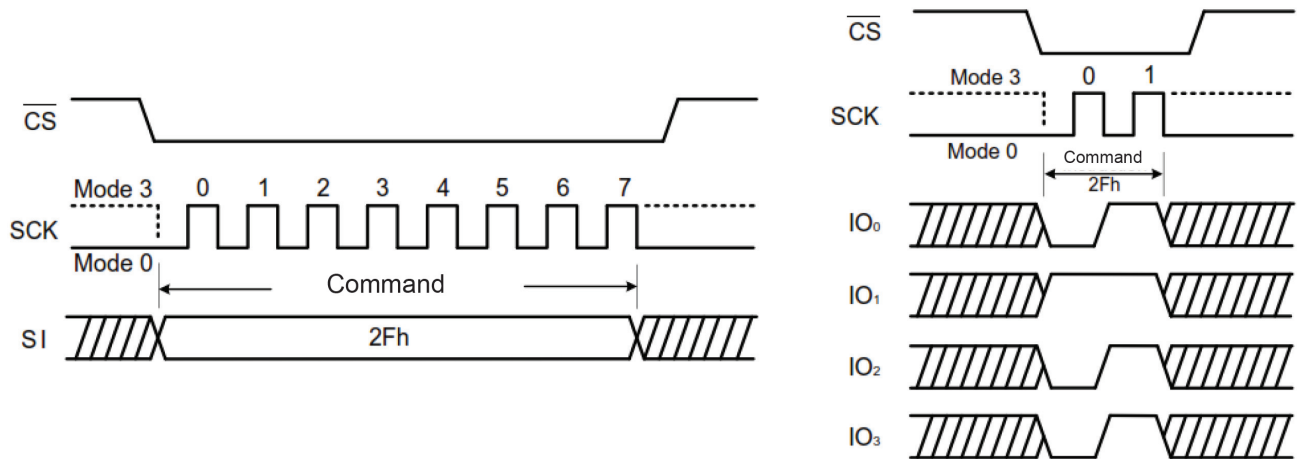 CS
Mode 3
0 1 2 3 4 5 6 7
SCK
Mode 0
Command
SI
2Fh
CS
Mode 3
0 1
SCK
Mode 0
Command
2Fh
IO₀
IO₁
IO₂
IO₃